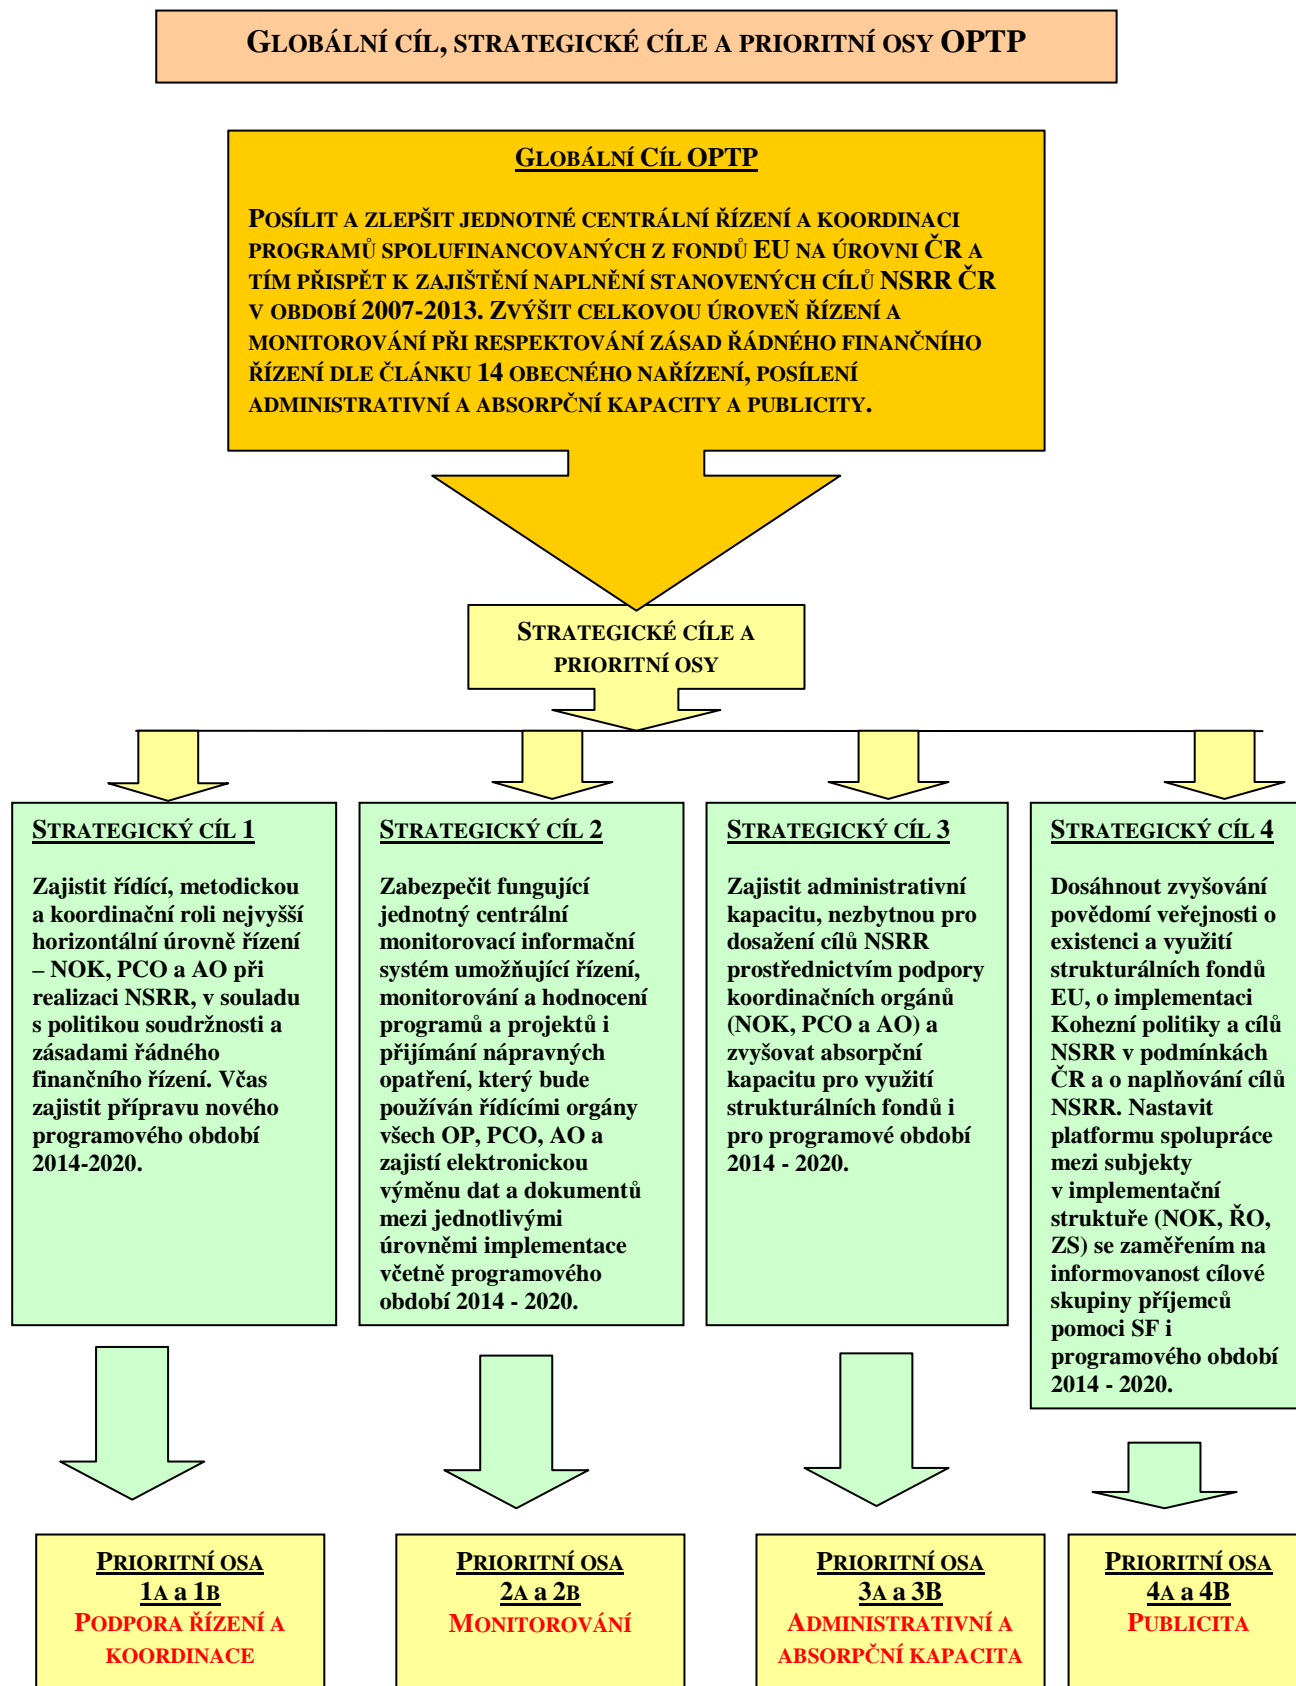 GLOBÁLNÍ CÍL, STRATEGICKÉ CÍLE A PRIORITNÍ OSY OPTP
GLOBÁLNÍ CÍL OPTP
POSÍLIT A ZLEPŠIT JEDNOTNÉ CENTRÁLNÍ ŘÍZENÍ A KOORDINACI
PROGRAMŮ SPOLUFINANCOVANÝCH Z FONDŮ EU NA ÚROVNI ČR A
TÍM PŘISPĚT K ZAJIŠTĚNÍ NAPLNĚNÍ STANOVENÝCH CÍLŮ NSRR ČR
V OBDOBÍ 2007-2013. ZVÝŠIT CELKOVOU ÚROVEŇ ŘÍZENÍ A
MONITOROVÁNÍ PŘI RESPEKTOVÁNÍ ZÁSAD ŘÁDNÉHO FINANČNÍHO
ŘÍZENÍ DLE ČLÁNKU 14 OBECNÉHO NAŘÍZENÍ, POSÍLENÍ
ADMINISTRATIVNÍ A ABSORPČNÍ KAPACITY A PUBLICITY.
STRATEGICKÉ CÍLE A
PRIORITNÍ OSY
STRATEGICKÝ CÍL 1
Zajistit řídící, metodickou
a koordinační roli nejvyšší
horizontální úrovně řízení
– NOK, PCO a AO při
realizaci NSRR, v souladu
s politikou soudržnosti a
zásadami řádného
finančního řízení. Včas
zajistit přípravu nového
programového období
2014-2020.
STRATEGICKÝ CÍL 2
Zabezpečit fungující
jednotný centrální
monitorovací informační
systém umožňující řízení,
monitorování a hodnocení
programů a projektů i
přijímání nápravných
opatření, který bude
používán řídícími orgány
všech OP, PCO, AO a
zajistí elektronickou
výměnu dat a dokumentů
mezi jednotlivými
úrovněmi implementace
včetně programového
období 2014 - 2020.
STRATEGICKÝ CÍL 3
Zajistit administrativní
kapacitu, nezbytnou pro
dosažení cílů NSRR
prostřednictvím podpory
koordinačních orgánů
(NOK, PCO a AO) a
zvyšovat absorpční
kapacitu pro využití
strukturálních fondů i
pro programové období
2014 - 2020.
STRATEGICKÝ CÍL 4
Dosáhnout zvyšování
povědomí veřejnosti o
existenci a využití
strukturálních fondů
EU, o implementaci
Kohezní politiky a cílů
NSRR v podmínkách
ČR a o naplňování cílů
NSRR. Nastavit
platformu spolupráce
mezi subjekty
v implementační
struktuře (NOK, ŘO,
ZS) se zaměřením na
informovanost cílové
skupiny příjemců
pomoci SF i
programového období
2014 - 2020.
PRIORITNÍ OSA
1A a 1B
PODPORA ŘÍZENÍ A
KOORDINACE
PRIORITNÍ OSA
2A a 2B
MONITOROVÁNÍ
PRIORITNÍ OSA
3A a 3B
ADMINISTRATIVNÍ A
ABSORPČNÍ KAPACITA
PRIORITNÍ OSA
4A a 4B
PUBLICITA